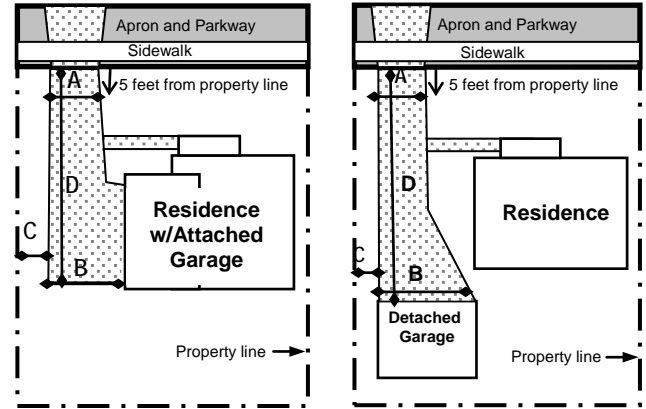 Apron and Parkway
Sidewalk
A
5 feet from property line
D
Residence
w/Attached
Garage
C
B
Property line
Apron and Parkway
Sidewalk
A
5 feet from property line
D
Residence
C
B
Detached
Garage
Property line